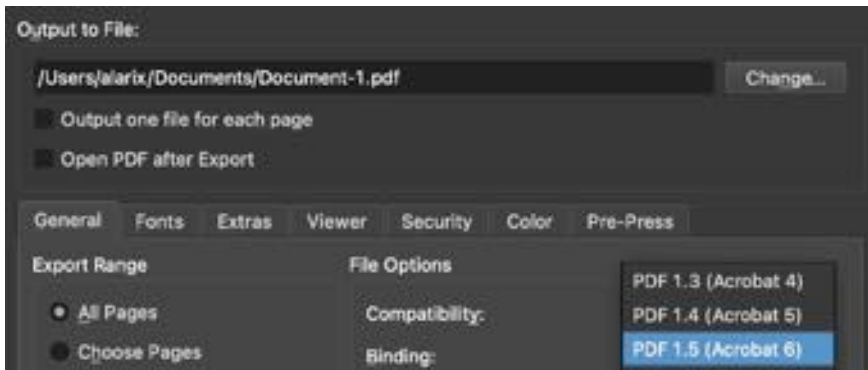 Output to File:
/Users/alarix/Documents/Document-1.pdf Change...
Output one file for each page
Open PDF after Export
General Fonts Extras Viewer Security Color Pre-Press
Export Range File Options
PDF 1.3 (Acrobat 4)
All Pages Compatibility: PDF 1.4 (Acrobat 5)
Choose Pages Binding: PDF 1.5 (Acrobat 6)